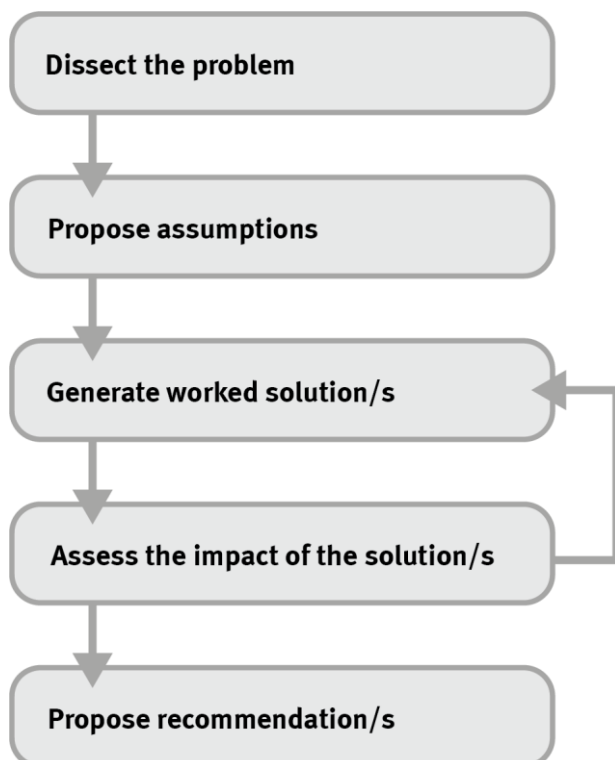 Dissect the problem
Propose assumptions
Generate worked solution/s
Assess the impact of the solution/s
Propose recommendation/s